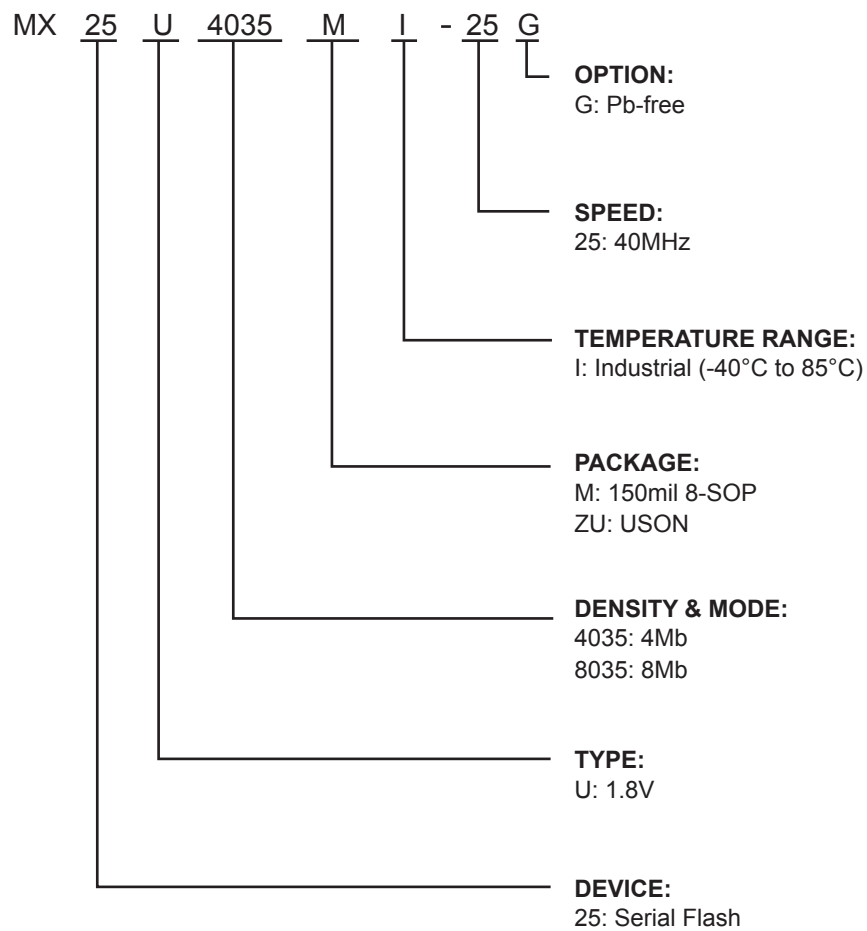 MX 25 U 4035 M I - 25 G
OPTION:
G: Pb-free
SPEED:
25: 40MHz
TEMPERATURE RANGE:
I: Industrial (-40°C to 85°C)
PACKAGE:
M: 150mil 8-SOP
ZU: USON
DENSITY & MODE:
4035: 4Mb
8035: 8Mb
TYPE:
U: 1.8V
DEVICE:
25: Serial Flash